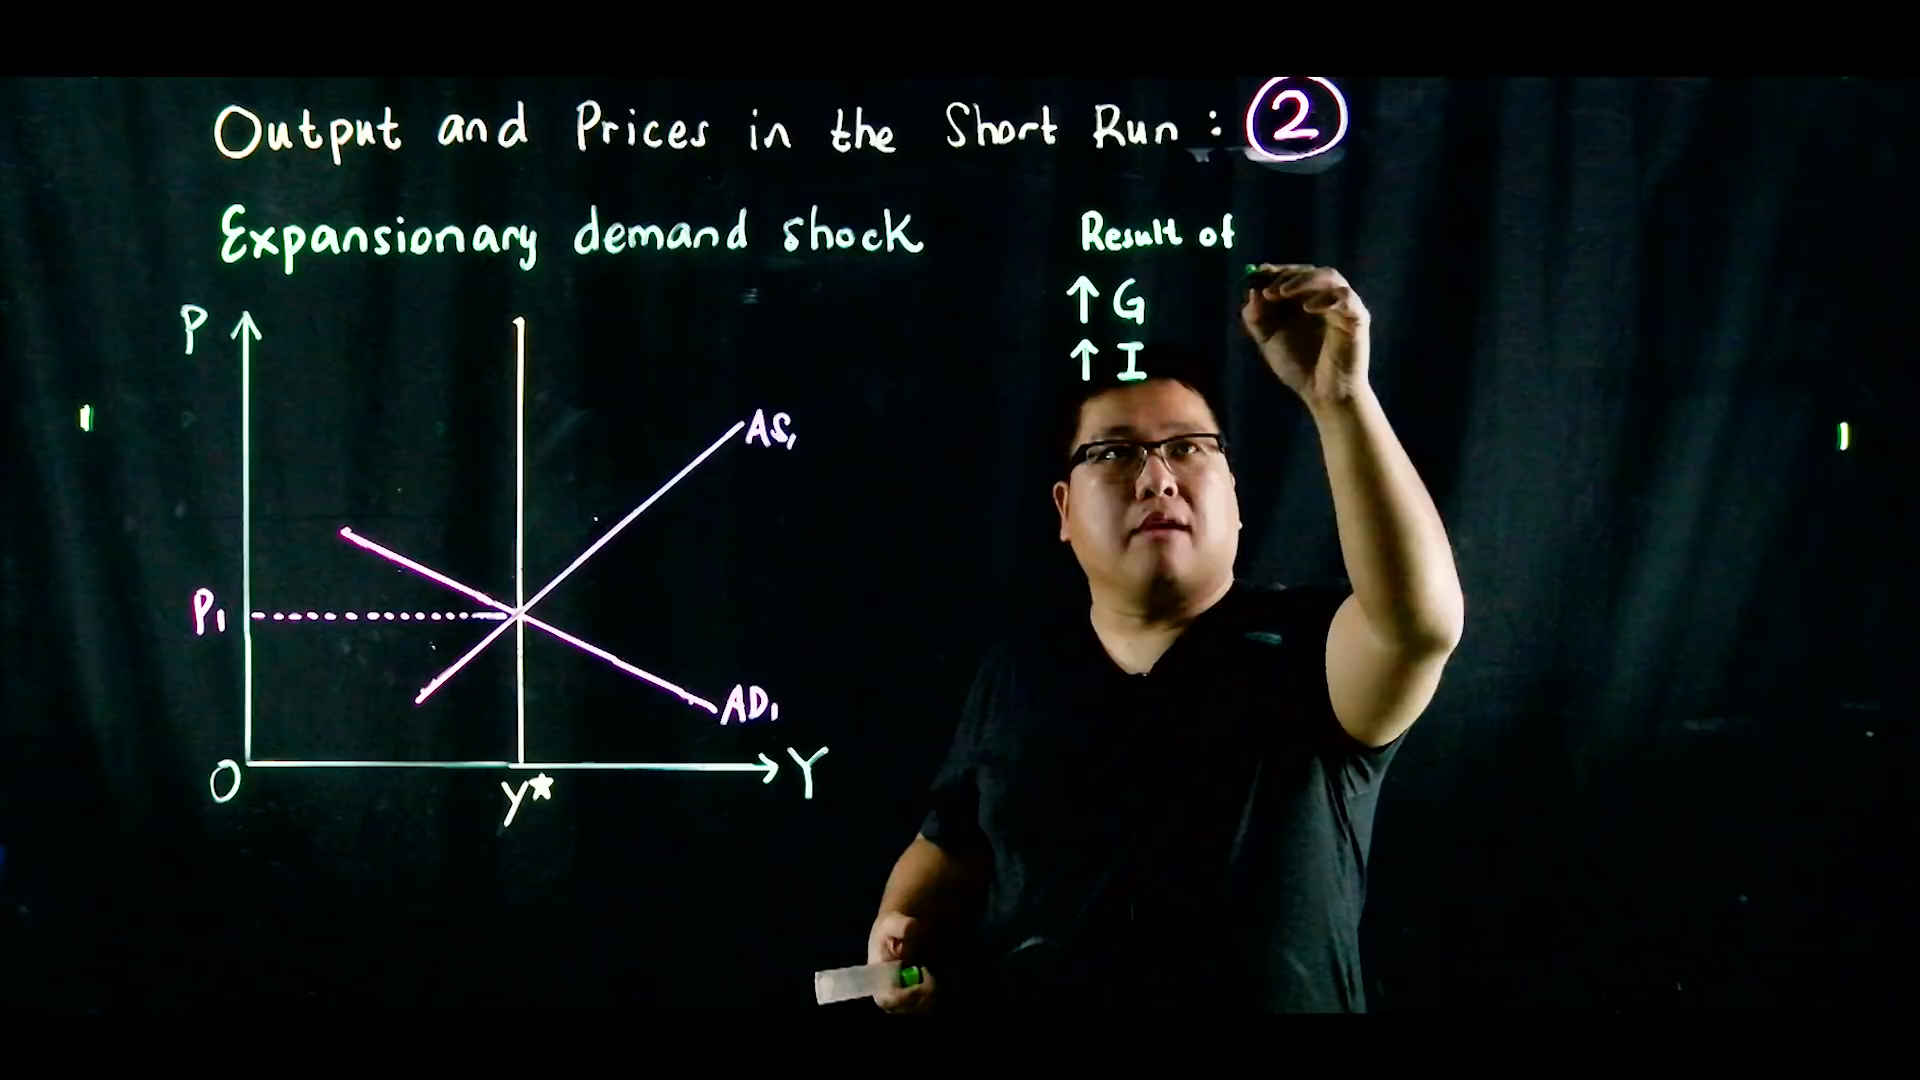 Output and Prices in the Short Run : 2
Expansionary demand shock
Result of
↑ G
↑ I
P
AS₁
P₁
AD₁
O
Y*
Y